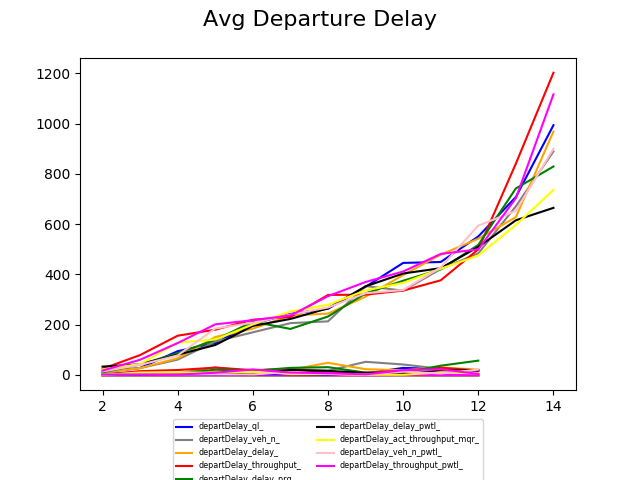 Avg Departure Delay
1200
1000
800
600
400
200
0
2 4 6 8 10 12 14
departDelay_ql_ departDelay_delay_pwtl_
departDelay_veh_n_ departDelay_act_throughput_mqr_
departDelay_delay_ departDelay_veh_n_pwtl_
departDelay_throughput_ departDelay_throughput_pwtl_